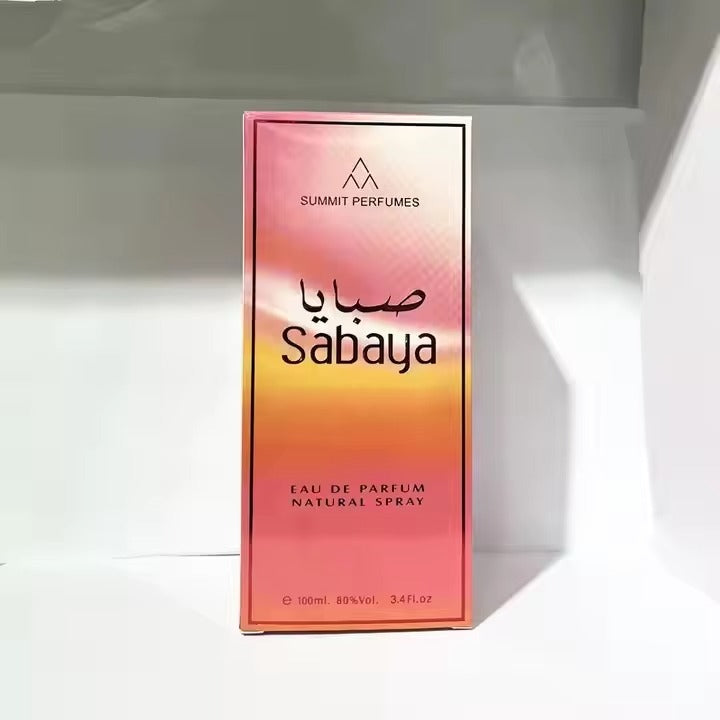 SUMMIT PERFUMES
صبايا
Sabaya
EAU DE PARFUM
NATURAL SPRAY
℮ 100ml. 80%Vol. 3.4Fl.oz